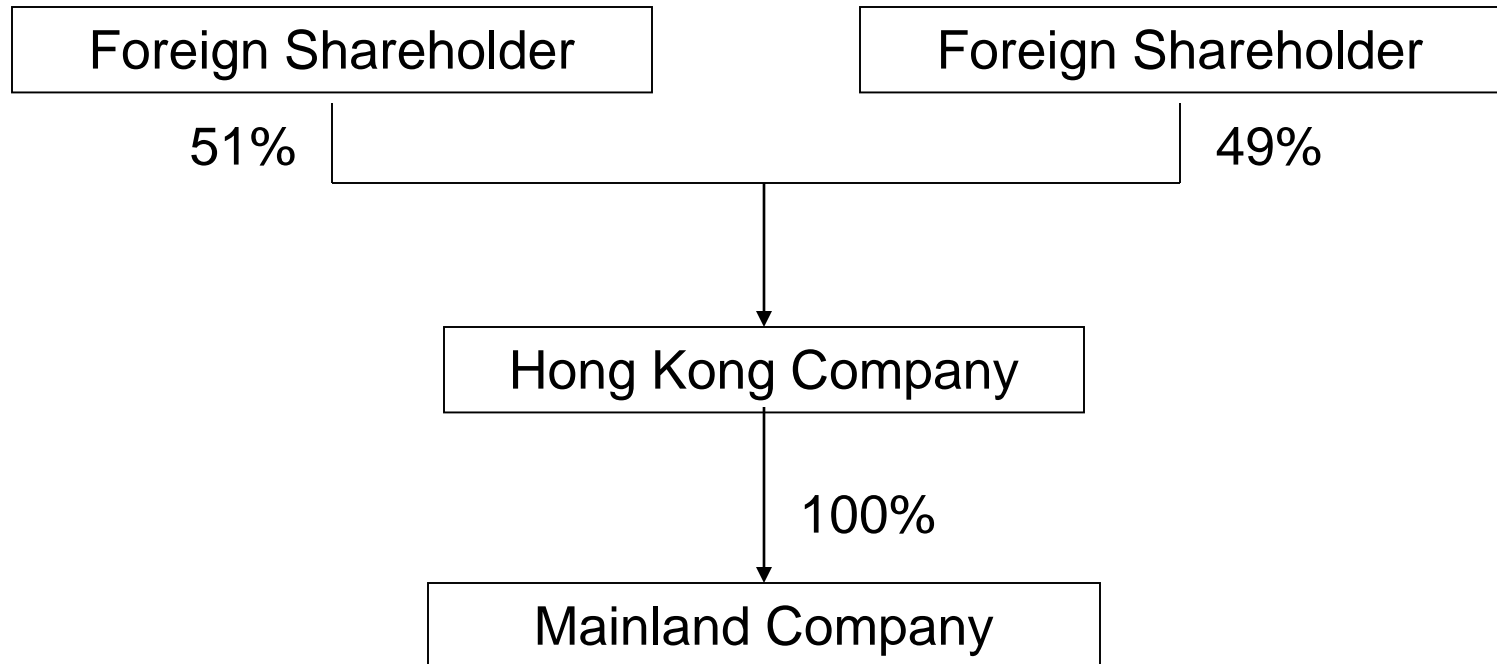 Foreign Shareholder
Foreign Shareholder
51%
49%
Hong Kong Company
100%
Mainland Company